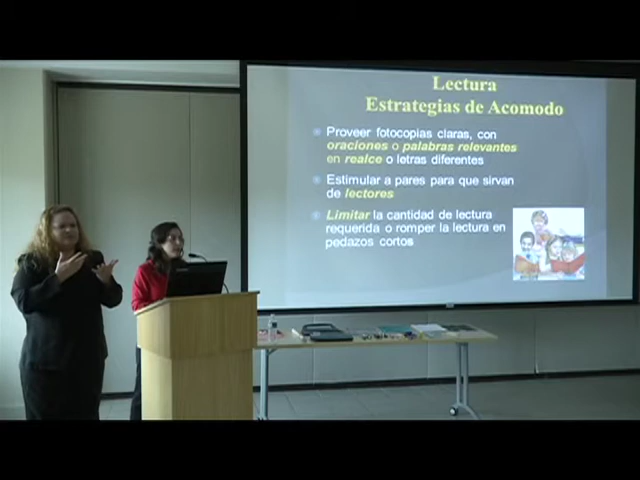 Lectura
Estrategias de Acomodo
Proveer fotocopias claras, con
oraciones o palabras relevantes
en realce o letras diferentes
Estimular a pares para que sirvan
de lectores
Limitar la cantidad de lectura
requerida o romper la lectura en
pedazos cortos